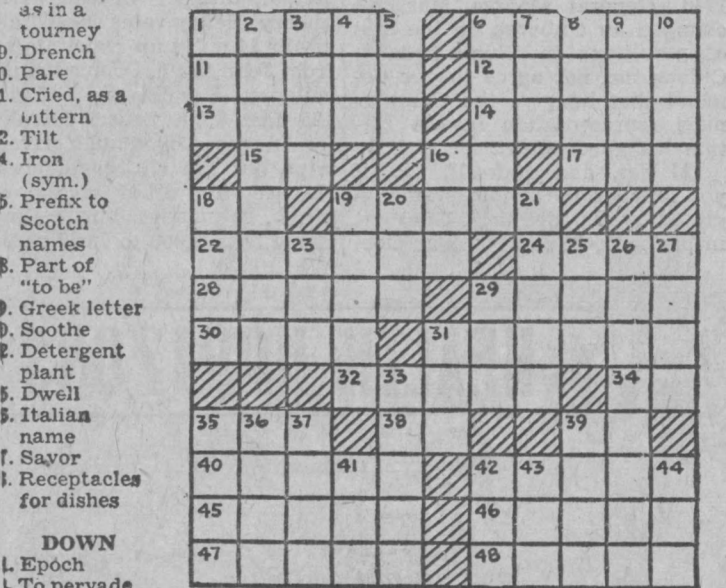 as in a
tourney
9. Drench
0. Pare
1. Cried, as a
bittern
2. Tilt
4. Iron
(sym.)
5. Prefix to
Scotch
names
8. Part of
"to be"
9. Greek letter
0. Soothe
2. Detergent
plant
5. Dwell
6. Italian
name
7. Savor
8. Receptacles
for dishes
DOWN
1. Epoch
To pervade
1 2 3 4 5 6 7 8 9 10
11 12
13 14
15 16 17
18 19 20 21
22 23 24 25 26 27
28 29
30 31
32 33 34
35 36 37 38 39
40 41 42 43 44
45 46
47 48